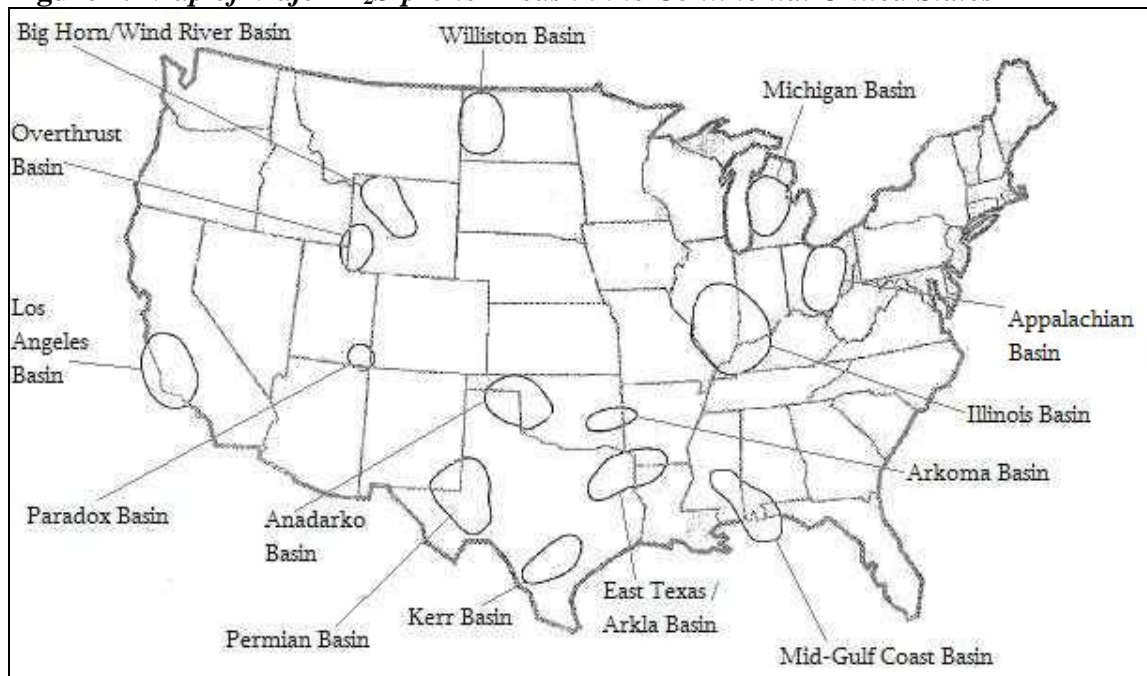 Big Horn/Wind River Basin
Williston Basin
Michigan Basin
Overthrust
Basin
Los
Angeles
Basin
Appalachian
Basin
Illinois Basin
Arkoma Basin
Paradox Basin
Anadarko
Basin
Permian Basin
Kerr Basin
East Texas /
Arkla Basin
Mid-Gulf Coast Basin